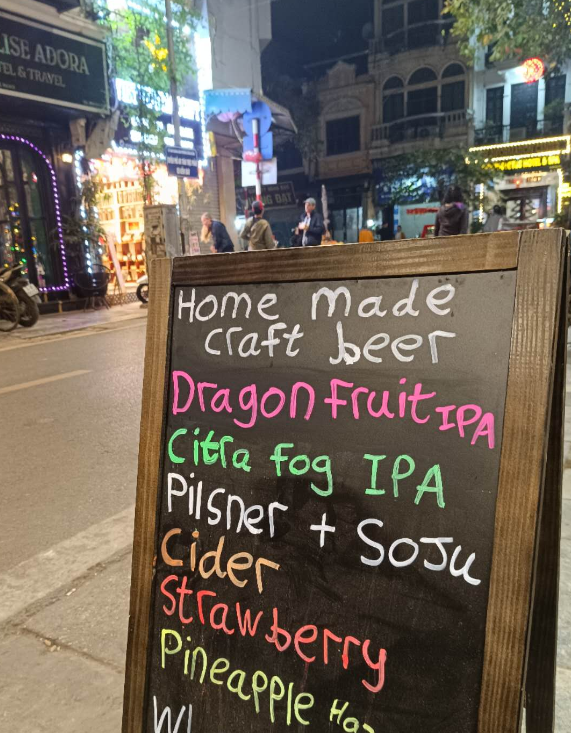 LISE ADORA
TEL & TRAVEL
Home made
craft beer
Dragon Fruit IPA
Citra fog IPA
Pilsner + SoJu
Cider
Strawberry
Pineapple